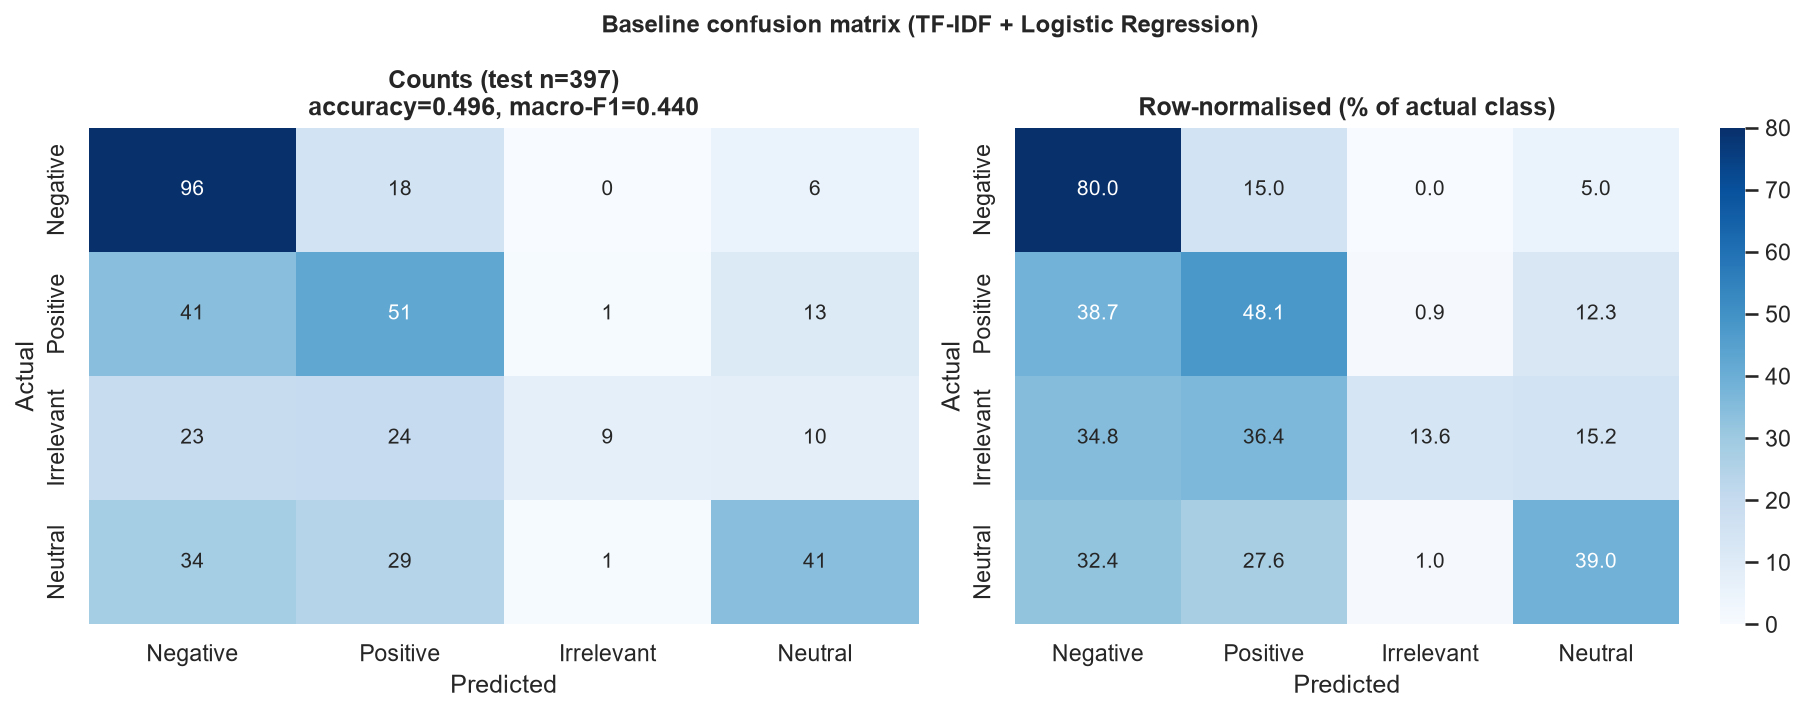 Baseline confusion matrix (TF-IDF + Logistic Regression)
Counts (test n=397)
accuracy=0.496, macro-F1=0.440
Actual
Negative
96 18 0 6
Positive
41 51 1 13
Irrelevant
23 24 9 10
Neutral
34 29 1 41
Negative Positive Irrelevant Neutral
Predicted
Row-normalised (% of actual class)
Actual
Negative
80.0 15.0 0.0 5.0
Positive
38.7 48.1 0.9 12.3
Irrelevant
34.8 36.4 13.6 15.2
Neutral
32.4 27.6 1.0 39.0
Negative Positive Irrelevant Neutral
Predicted
80
70
60
50
40
30
20
10
0